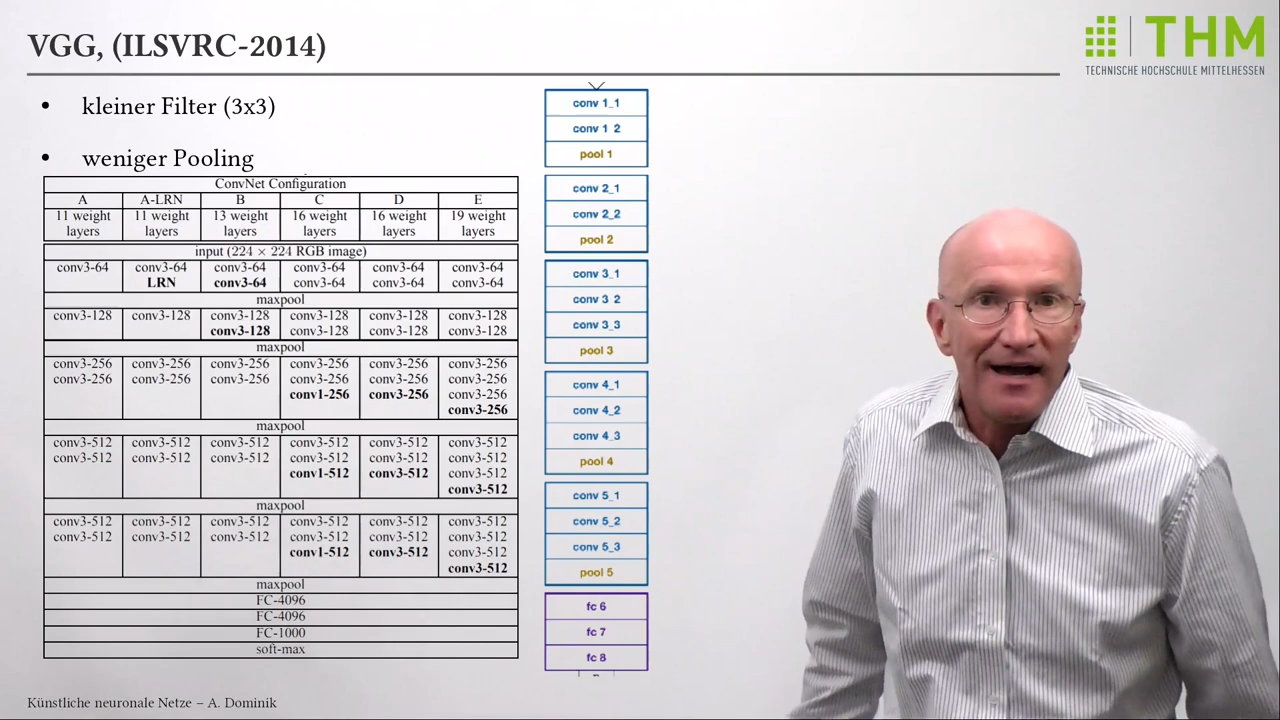 VGG, (ILSVRC-2014)
THM
TECHNISCHE HOCHSCHULE MITTELHESSEN
• kleiner Filter (3x3)
• weniger Pooling
ConvNet Configuration
A A-LRN B C D E
11 weight 11 weight 13 weight 16 weight 16 weight 19 weight
layers layers layers layers layers layers
input (224 × 224 RGB image)
conv3-64 conv3-64 conv3-64 conv3-64 conv3-64 conv3-64
LRN conv3-64 conv3-64 conv3-64 conv3-64
maxpool
conv3-128 conv3-128 conv3-128 conv3-128 conv3-128 conv3-128
conv3-128 conv3-128 conv3-128 conv3-128
maxpool
conv3-256 conv3-256 conv3-256 conv3-256 conv3-256 conv3-256
conv3-256 conv3-256 conv3-256 conv3-256 conv3-256 conv3-256
conv1-256 conv3-256 conv3-256
conv3-256
maxpool
conv3-512 conv3-512 conv3-512 conv3-512 conv3-512 conv3-512
conv3-512 conv3-512 conv3-512 conv3-512 conv3-512 conv3-512
conv1-512 conv3-512 conv3-512
conv3-512
maxpool
conv3-512 conv3-512 conv3-512 conv3-512 conv3-512 conv3-512
conv3-512 conv3-512 conv3-512 conv3-512 conv3-512 conv3-512
conv1-512 conv3-512 conv3-512
conv3-512
maxpool
FC-4096
FC-4096
FC-1000
soft-max
conv 1_1
conv 1 2
pool 1
conv 2_1
conv 2_2
pool 2
conv 3_1
conv 3 2
conv 3_3
pool 3
conv 4_1
conv 4_2
conv 4_3
pool 4
conv 5_1
conv 5_2
conv 5_3
pool 5
fc 6
fc 7
fc 8
Künstliche neuronale Netze – A. Dominik